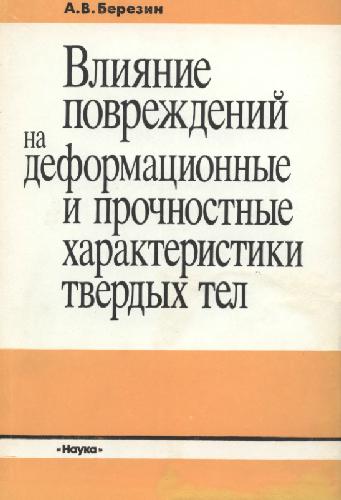 А.В.Березин
Влияние
повреждений
на
деформационные
и прочностные
характеристики
твердых тел
«Наука»